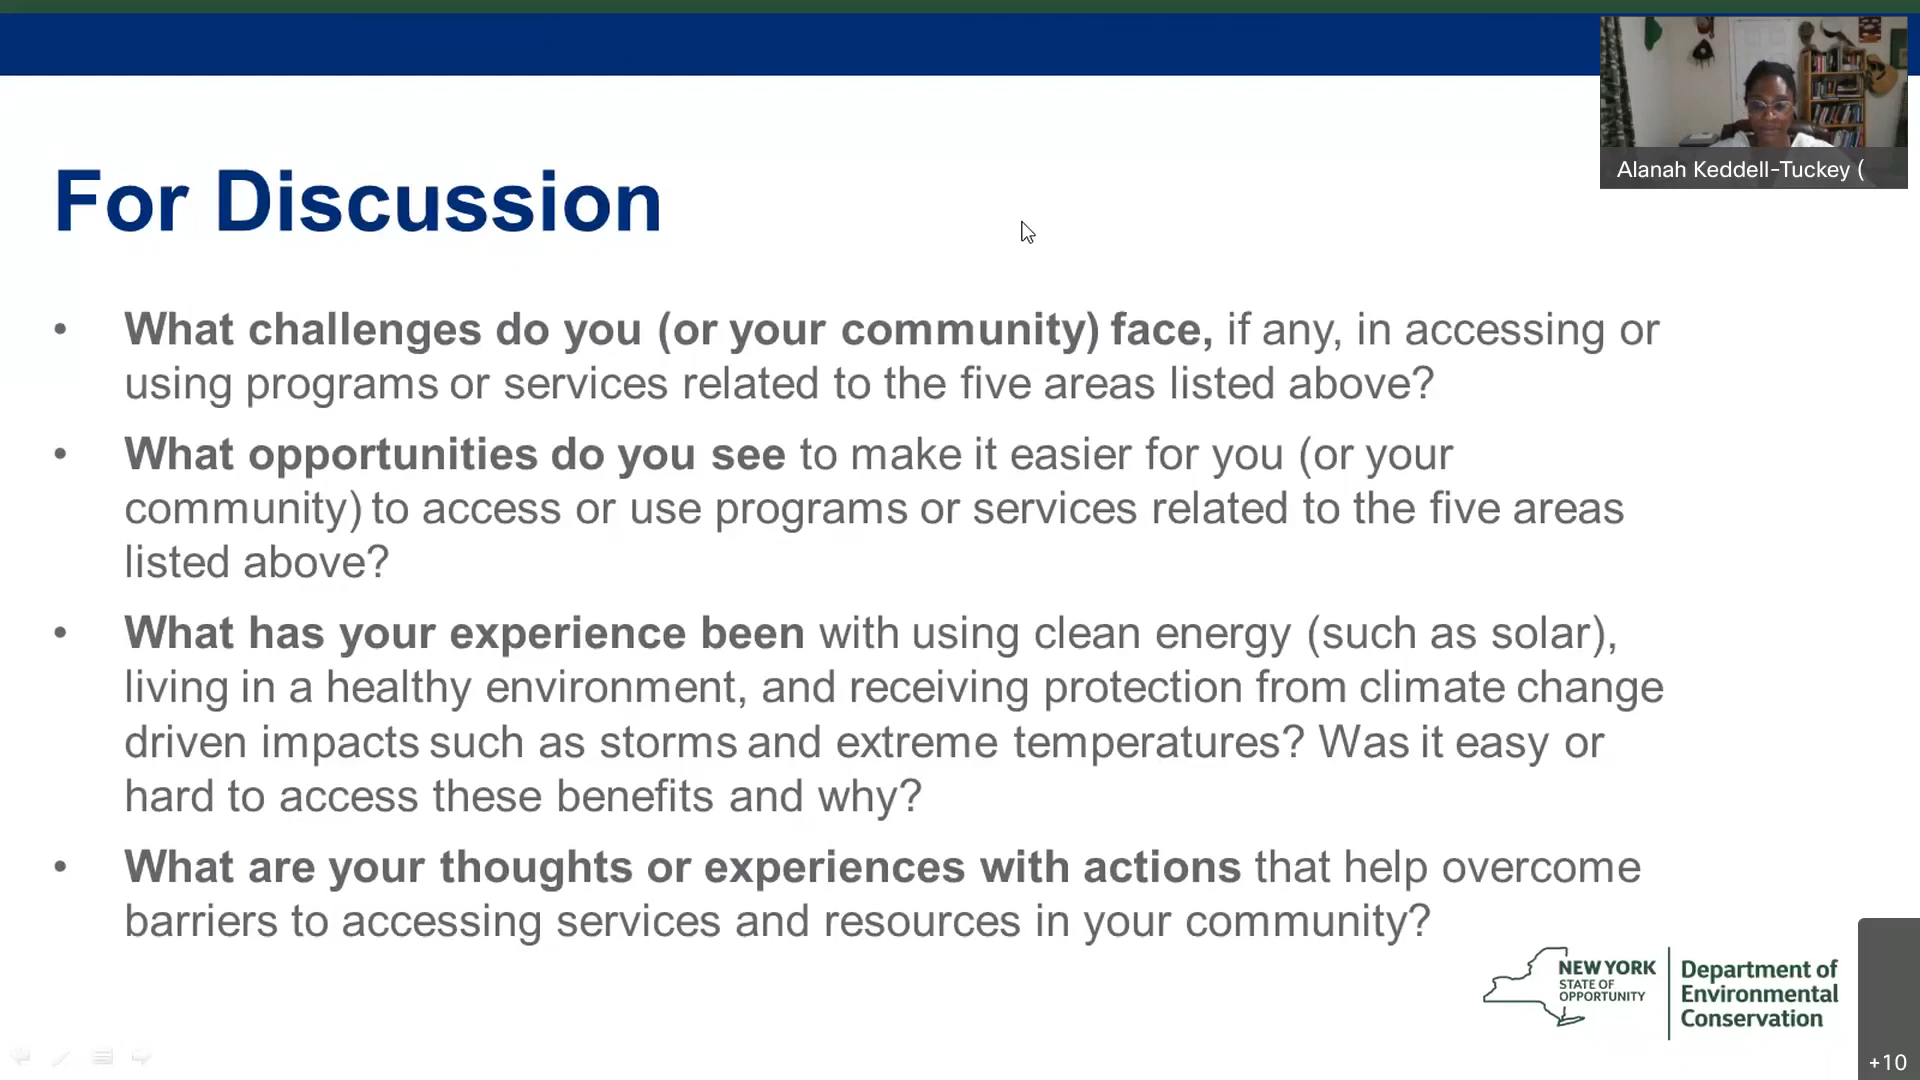 Alanah Keddell-Tuckey (
For Discussion
• What challenges do you (or your community) face, if any, in accessing or
using programs or services related to the five areas listed above?
• What opportunities do you see to make it easier for you (or your
community) to access or use programs or services related to the five areas
listed above?
• What has your experience been with using clean energy (such as solar),
living in a healthy environment, and receiving protection from climate change
driven impacts such as storms and extreme temperatures? Was it easy or
hard to access these benefits and why?
• What are your thoughts or experiences with actions that help overcome
barriers to accessing services and resources in your community?
NEW YORK
STATE OF
OPPORTUNITY
Department of
Environmental
Conservation
+10